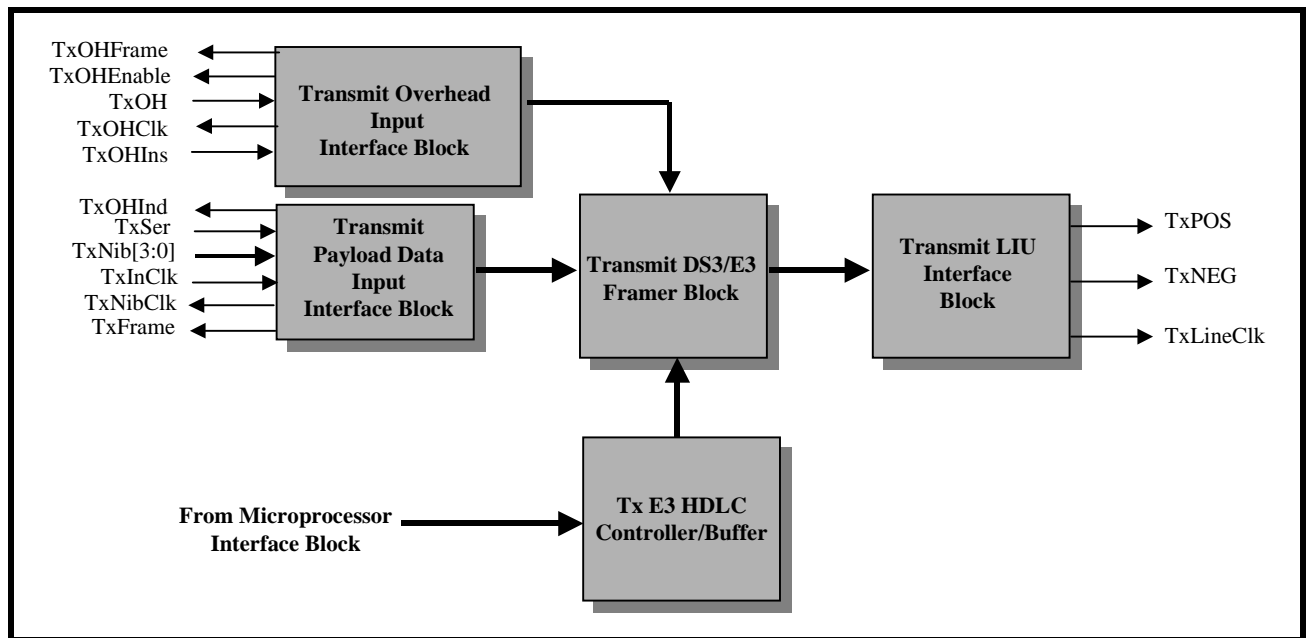 TxOHFrame
TxOHEnable
TxOH
TxOHClk
TxOHIns
Transmit Overhead
Input
Interface Block
TxOHInd
TxSer
TxNib[3:0]
TxInClk
TxNibClk
TxFrame
Transmit
Payload Data
Input
Interface Block
Transmit DS3/E3
Framer Block
Transmit LIU
Interface
Block
TxPOS
TxNEG
TxLineClk
From Microprocessor
Interface Block
Tx E3 HDLC
Controller/Buffer